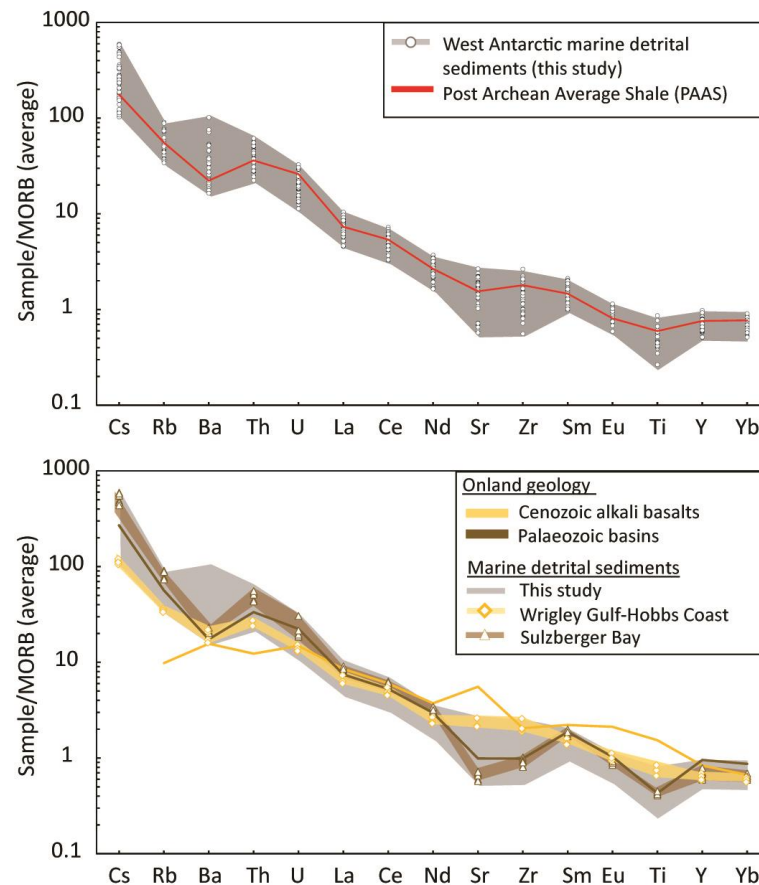 1000
100
10
1
0.1
Sample/MORB (average)
West Antarctic marine detrital
sediments (this study)
Post Archean Average Shale (PAAS)
Cs Rb Ba Th U La Ce Nd Sr Zr Sm Eu Ti Y Yb
1000
100
10
1
0.1
Sample/MORB (average)
Onland geology
Cenozoic alkali basalts
Palaeozoic basins
Marine detrital sediments
This study
Wrigley Gulf-Hobbs Coast
Sulzberger Bay
Cs Rb Ba Th U La Ce Nd Sr Zr Sm Eu Ti Y Yb